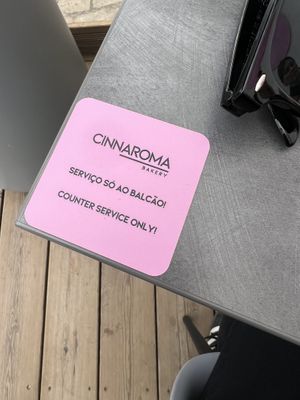 CINNAROMA
BAKERY
SERVIÇO SÓ AO BALCÃO!
COUNTER SERVICE ONLY!